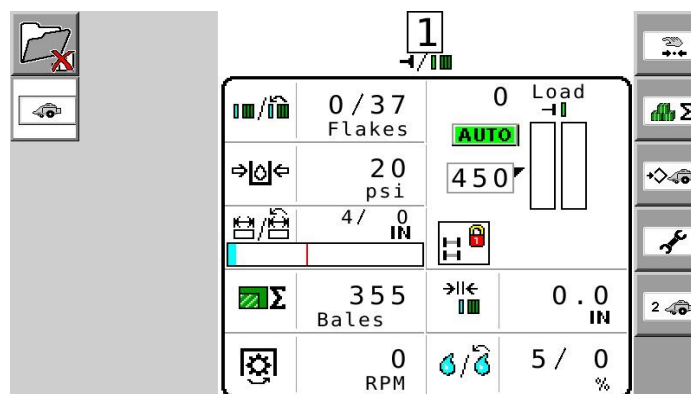 1
0/37
Flakes
0 Load
AUTO
20
psi
450
4/ 0
IN
1
355
Bales
0.0
IN
0
RPM
5/ 0
%
Σ
Σ
2